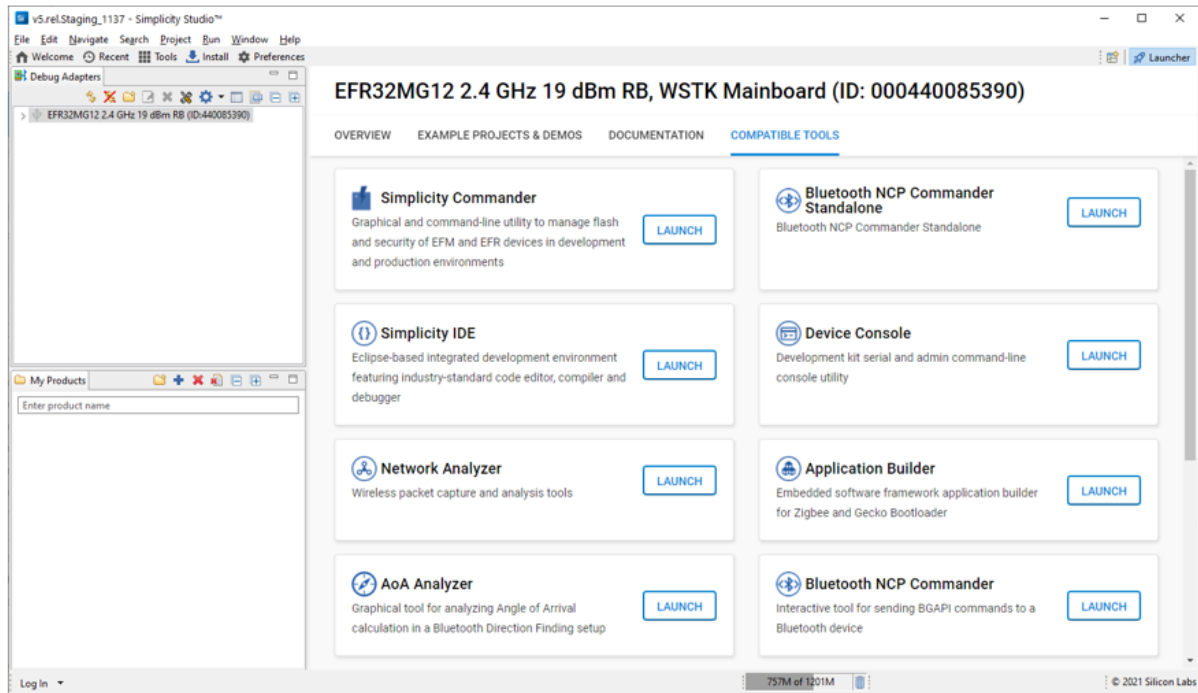 v5.rel.Staging_1137 - Simplicity Studio™
File Edit Navigate Search Project Run Window Help
Welcome Recent Tools Install Preferences
Launcher
Debug Adapters
EFR32MG12 2.4 GHz 19 dBm RB (ID:440085390)
My Products
Enter product name
EFR32MG12 2.4 GHz 19 dBm RB, WSTK Mainboard (ID: 000440085390)
OVERVIEW EXAMPLE PROJECTS & DEMOS DOCUMENTATION COMPATIBLE TOOLS
Simplicity Commander
Graphical and command-line utility to manage flash
and security of EFM and EFR devices in development
and production environments
LAUNCH
Bluetooth NCP Commander
Standalone
Bluetooth NCP Commander Standalone
LAUNCH
Simplicity IDE
Eclipse-based integrated development environment
featuring industry-standard code editor, compiler and
debugger
LAUNCH
Device Console
Development kit serial and admin command-line
console utility
LAUNCH
Network Analyzer
Wireless packet capture and analysis tools
LAUNCH
Application Builder
Embedded software framework application builder
for Zigbee and Gecko Bootloader
LAUNCH
AoA Analyzer
Graphical tool for analyzing Angle of Arrival
calculation in a Bluetooth Direction Finding setup
LAUNCH
Bluetooth NCP Commander
Interactive tool for sending BGAPI commands to a
Bluetooth device
LAUNCH
Log In
757M of 1201M
© 2021 Silicon Labs